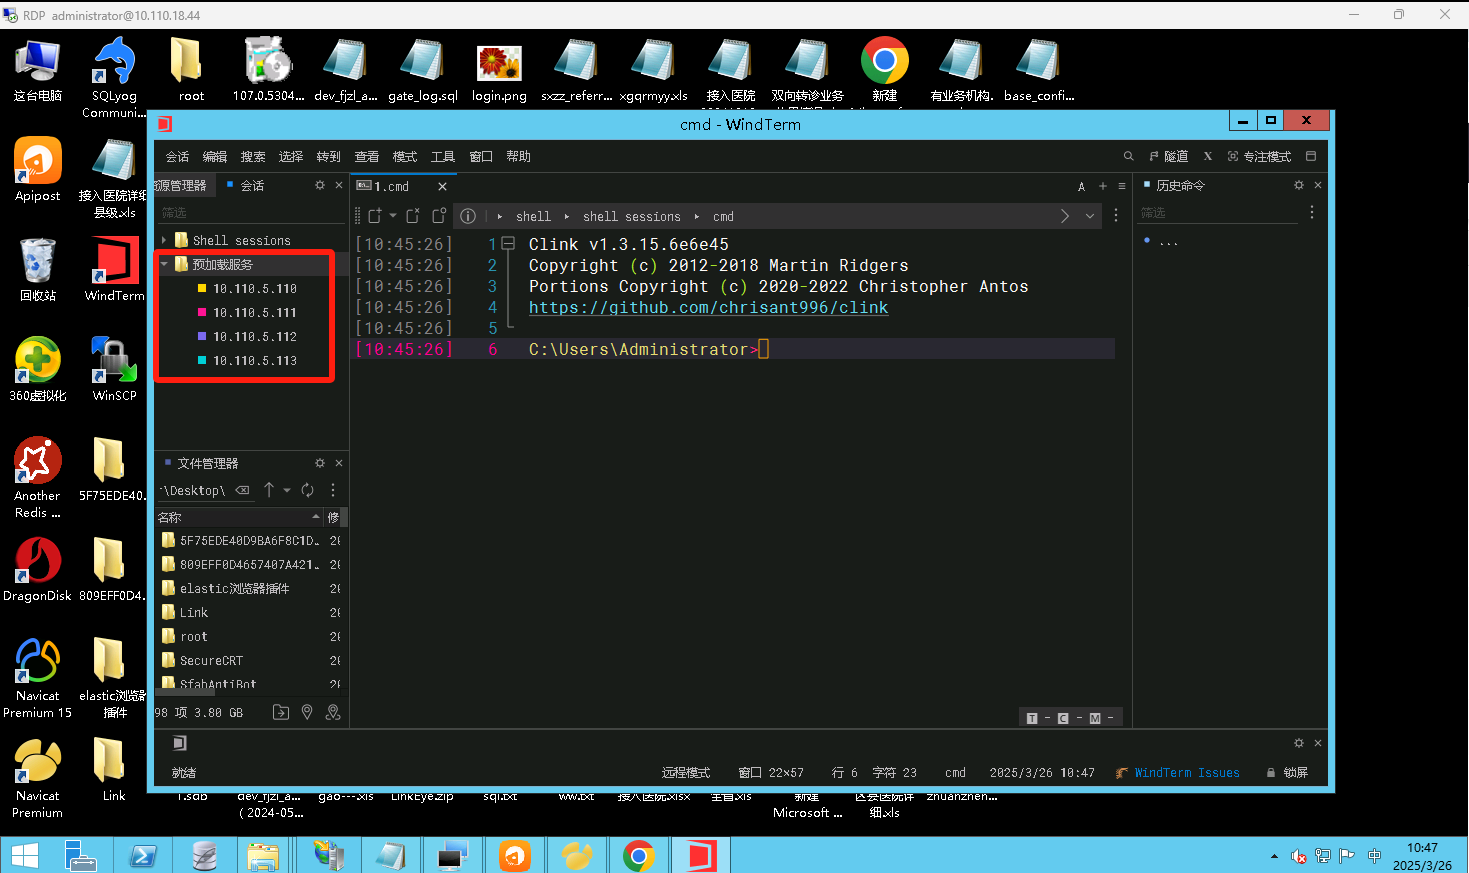 RDP administrator@10.110.18.44
这台电脑
SQLyog Communi...
root
107.0.5304...
dev_fjzl_a...
gate_log.sql
login.png
sxzz_referr...
xgqrmyy.xls
接入医院
双向转诊业务
新建
有业务机构.
base_confi...
Apipost
接入医院详细
县级.xls
回收站
WindTerm
360虚拟化
WinSCP
Another
Redis ...
5F75EDE40.
DragonDisk
809EFF0D4.
Navicat
Premium 15
elastic浏览器
插件
Navicat
Premium
Link
cmd - WindTerm
会话 编辑 搜索 选择 转到 查看 模式 工具 窗口 帮助
隧道 X 专注模式
资源管理器 会话
筛选
Shell sessions
预加载服务
10.110.5.110
10.110.5.111
10.110.5.112
10.110.5.113
1.cmd
A
shell shell sessions cmd
[10:45:26] 1 Clink v1.3.15.6e6e45
[10:45:26] 2 Copyright (c) 2012-2018 Martin Ridgers
[10:45:26] 3 Portions Copyright (c) 2020-2022 Christopher Antos
[10:45:26] 4 https://github.com/chrisant996/clink
[10:45:26] 5
[10:45:26] 6 C:\Users\Administrator>
历史命令
筛选
...
文件管理器
\Desktop\
名称 修
5F75EDE40D9BA6F8C1D… 20
809EFF0D4657407A421… 20
elastic浏览器插件 20
Link 20
root 20
SecureCRT 20
SfabAntiBot 20
98 项 3.80 GB
T - C - M -
就绪
远程模式 窗口 22×57 行 6 字符 23 cmd 2025/3/26 10:47 WindTerm Issues 锁屏
1.sdb
dev_fjzl_a...
(2024-05...
gao---.xls
LinkEye.zip
sql.txt
ww.txt
接入医院.xlsx
全省.xls
新建
Microsoft ...
区县医院详
细.xls
zhuanzhen...
中
10:47
2025/3/26